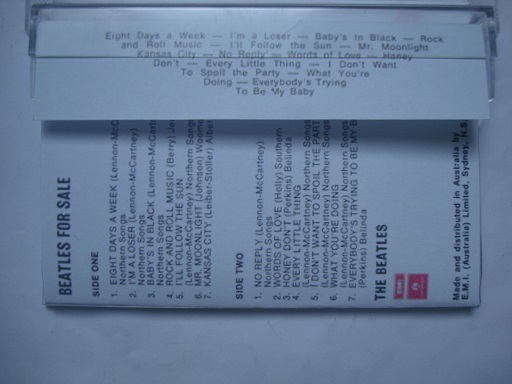 Eight Days a Week — I'm a Loser — Baby's In Black — Rock
and Roll Music — I'll Follow the Sun — Mr. Moonlight
Kansas City — No Reply — Words of Love — Honey
Don't — Every Little Thing — I Don't Want
To Spoil the Party — What You're
Doing — Everybody's Trying
To Be My Baby
BEATLES FOR SALE
SIDE ONE
1. EIGHT DAYS A WEEK (Lennon-McCart
Northern Songs
2. I'M A LOSER (Lennon-McCartney)
Northern Songs
3. BABY'S IN BLACK (Lennon-McCart
Northern Songs
4. ROCK AND ROLL MUSIC (Berry)
5. I'LL FOLLOW THE SUN
(Lennon-McCartney) Northern Songs
6. MR. MOONLIGHT (Johnson)
7. KANSAS CITY (Leiber-Stoller)
SIDE TWO
1. NO REPLY (Lennon-McCartney)
Northern Songs
2. WORDS OF LOVE (Holly) Southern
3. HONEY DON'T (Perkins) Belinda
4. EVERY LITTLE THING
(Lennon-McCartney) Northern Songs
5. I DON'T WANT TO SPOIL THE PART
(Lennon-McCartney) Northern Songs
6. WHAT YOU'RE DOING
(Lennon-McCartney) Northern Songs
7. EVERYBODY'S TRYING TO BE MY B
(Perkins) Belinda
THE BEATLES
EMI
Made and distributed in Australia by
E.M.I. (Australia) Limited, Sydney, N.S.